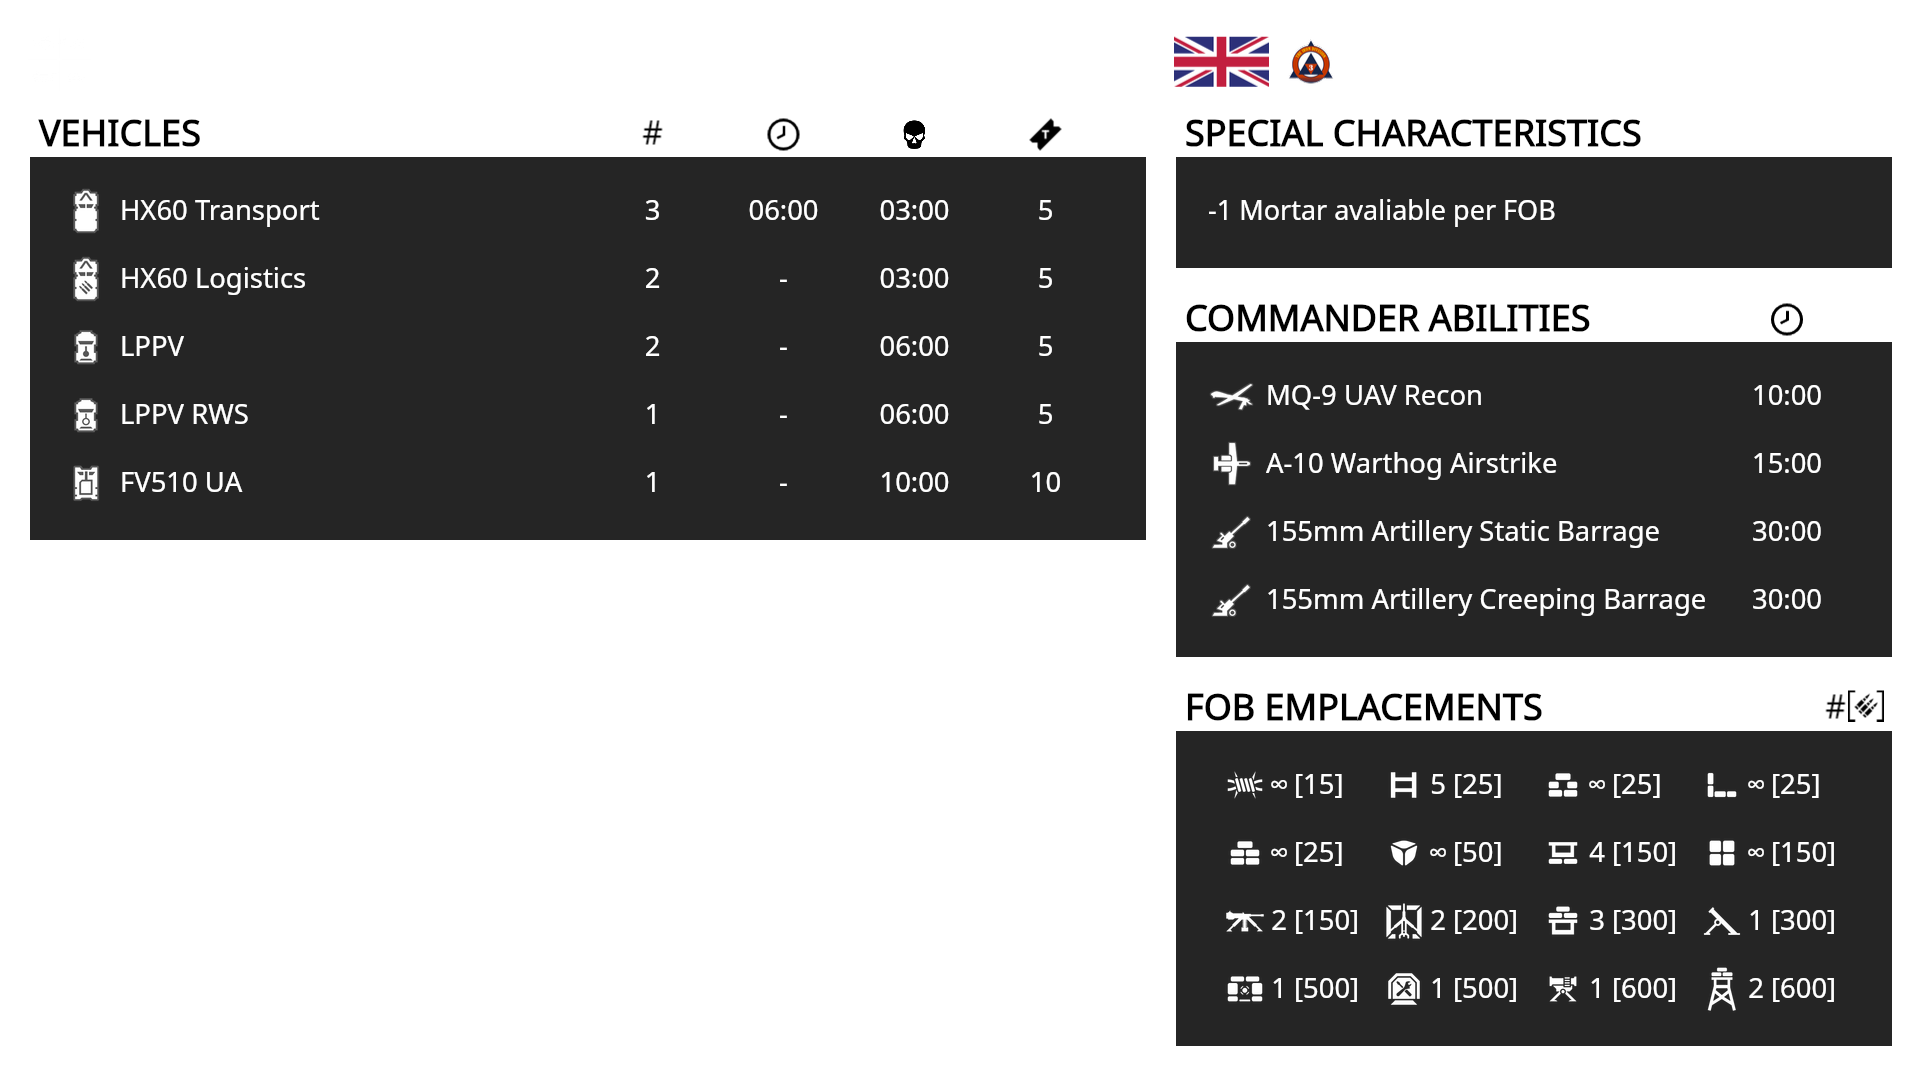 VEHICLES #
HX60 Transport 3 06:00 03:00 5
HX60 Logistics 2 - 03:00 5
LPPV 2 - 06:00 5
LPPV RWS 1 - 06:00 5
FV510 UA 1 - 10:00 10
SPECIAL CHARACTERISTICS
-1 Mortar avaliable per FOB
COMMANDER ABILITIES
MQ-9 UAV Recon 10:00
A-10 Warthog Airstrike 15:00
155mm Artillery Static Barrage 30:00
155mm Artillery Creeping Barrage 30:00
FOB EMPLACEMENTS #[ ]
∞ [15] 5 [25] ∞ [25] ∞ [25]
∞ [25] ∞ [50] 4 [150] ∞ [150]
2 [150] 2 [200] 3 [300] 1 [300]
1 [500] 1 [500] 1 [600] 2 [600]